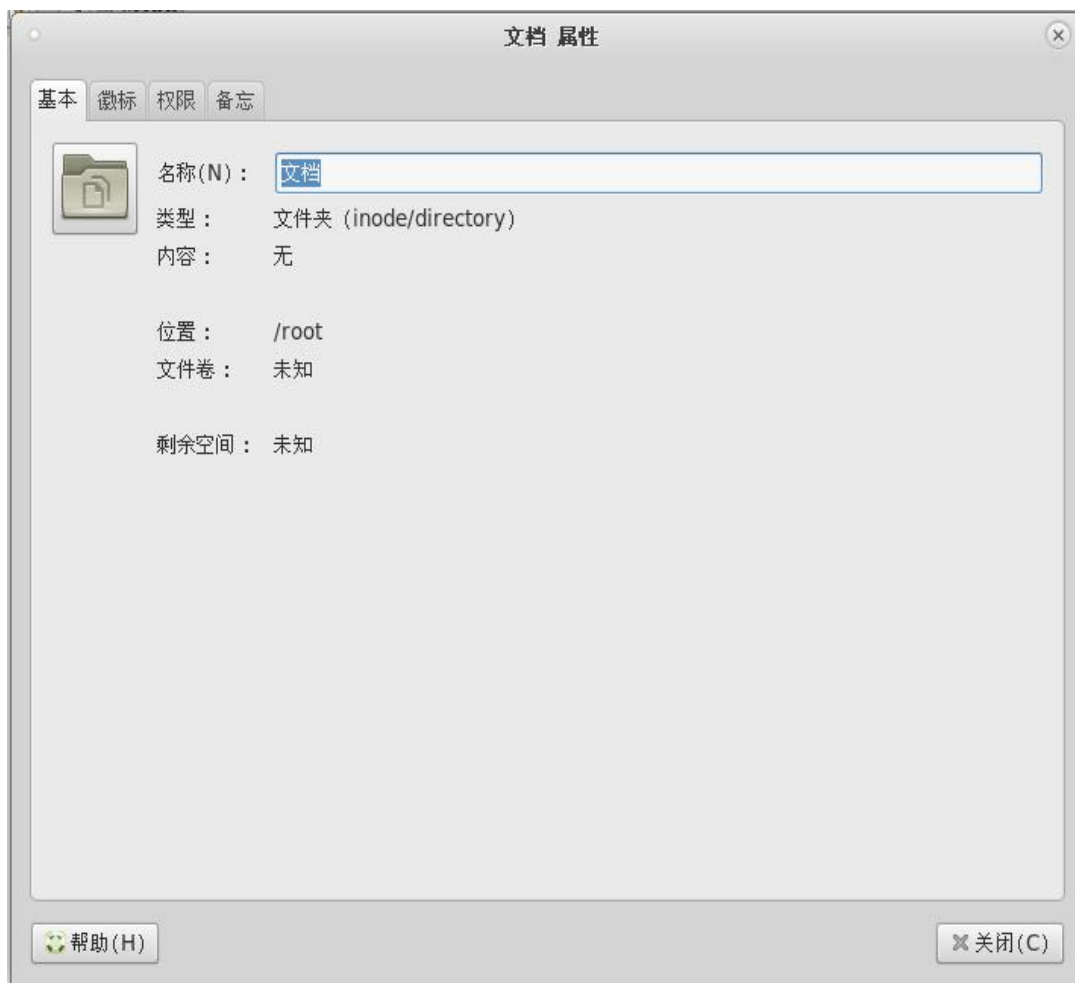 文档 属性
基本 徽标 权限 备忘
名称(N)： 文档
类型： 文件夹 (inode/directory)
内容： 无
位置： /root
文件卷： 未知
剩余空间： 未知
帮助(H) 关闭(C)